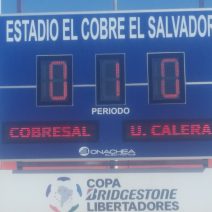 ESTADIO EL COBRE EL SALVADOR
0 1 0
PERIODO
COBRESAL U. CALERA
ONACHEA
COPA
BRIDGESTONE
LIBERTADORES